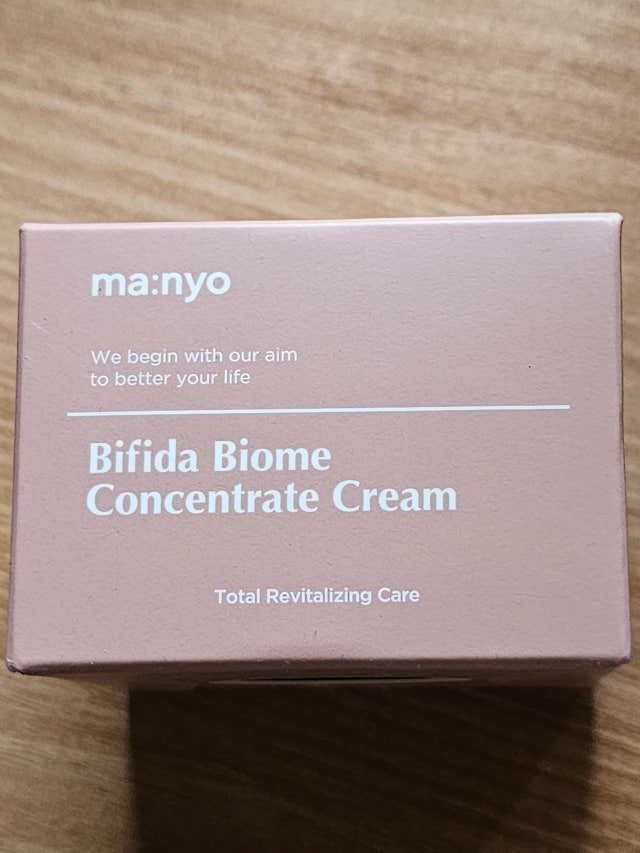 ma:nyo
We begin with our aim
to better your life
Bifida Biome
Concentrate Cream
Total Revitalizing Care